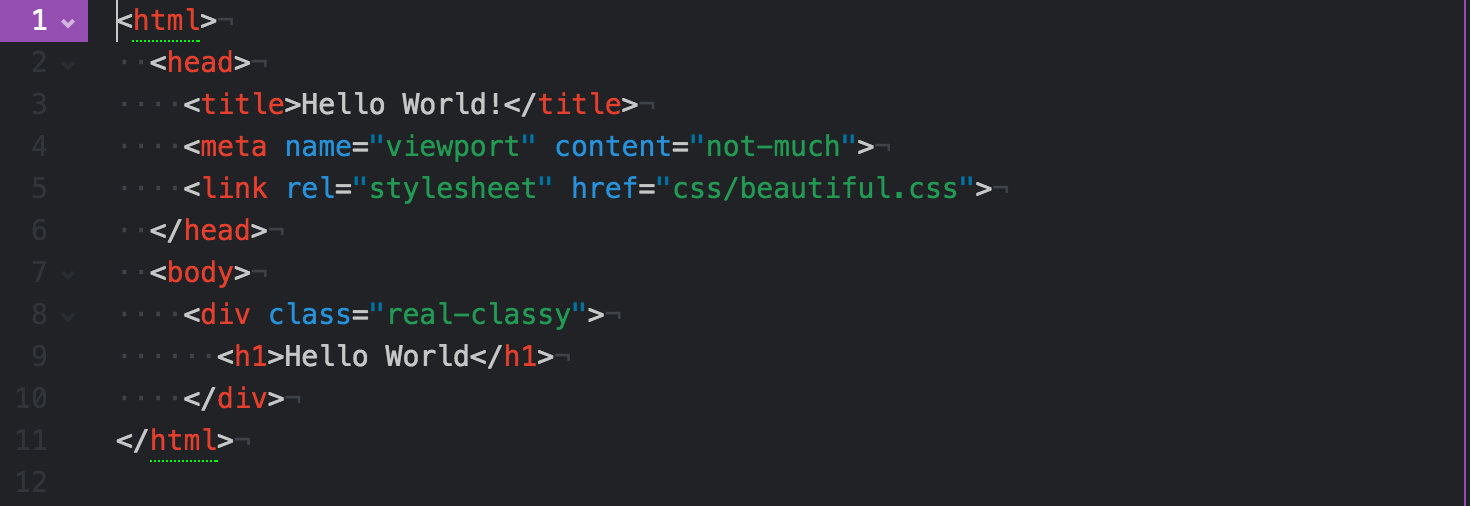 1 <html>¬
2 ··<head>¬
3 ····<title>Hello World!</title>¬
4 ····<meta name="viewport" content="not-much">¬
5 ····<link rel="stylesheet" href="css/beautiful.css">¬
6 ··</head>¬
7 ··<body>¬
8 ····<div class="real-classy">¬
9 ······<h1>Hello World</h1>¬
10 ····</div>¬
11 </html>¬
12